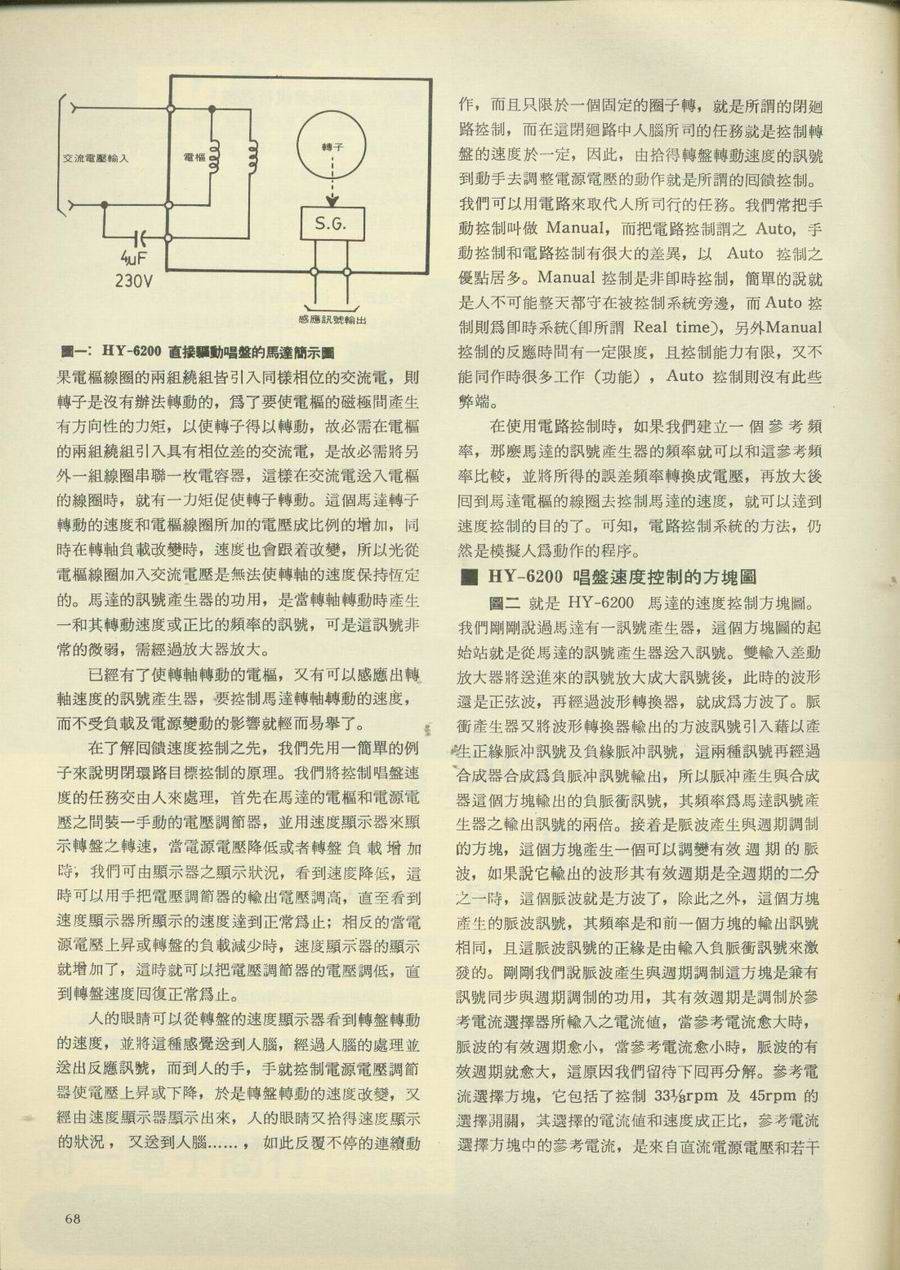 交流電壓輸入
電樞
轉子
S.G.
4μF
230V
感應訊號輸出
圖一：HY-6200 直接驅動唱盤的馬達簡示圖
果電樞線圈的兩組繞組皆引入同樣相位的交流電，則
轉子是沒有辦法轉動的，爲了要使電樞的磁極間產生
有方向性的力矩，以使轉子得以轉動，故必需在電樞
的兩組繞組引入具有相位差的交流電，是故必需將另
外一組線圈串聯一枚電容器，這樣在交流電送入電樞
的線圈時，就有一力矩促使轉子轉動。這個馬達轉子
轉動的速度和電樞線圈所加的電壓成比例的增加，同
時在轉軸負載改變時，速度也會跟着改變，所以光從
電樞線圈加入交流電壓是無法使轉軸的速度保持恆定
的。馬達的訊號產生器的功用，是當轉軸轉動時產生
一和其轉動速度或正比的頻率的訊號，可是這訊號非
常的微弱，需經過放大器放大。
已經有了使轉軸轉動的電樞，又有可以感應出轉
軸速度的訊號產生器，要控制馬達轉軸轉動的速度，
而不受負載及電源變動的影響就輕而易擧了。
在了解囘饋速度控制之先，我們先用一簡單的例
子來說明閉環路目標控制的原理。我們將控制唱盤速
度的任務交由人來處理，首先在馬達的電樞和電源電
壓之間裝一手動的電壓調節器，並用速度顯示器來顯
示轉盤之轉速，當電源電壓降低或者轉盤負載增加
時，我們可由顯示器之顯示狀況，看到速度降低，這
時可以用手把電壓調節器的輸出電壓調高，直至看到
速度顯示器所顯示的速度達到正常爲止；相反的當電
源電壓上昇或轉盤的負載減少時，速度顯示器的顯示
就增加了，這時就可以把電壓調節器的電壓調低，直
到轉盤速度囘復正常爲止。
人的眼睛可以從轉盤的速度顯示器看到轉盤轉動
的速度，並將這種感覺送到人腦，經過人腦的處理並
送出反應訊號，而到人的手，手就控制電源電壓調節
器使電壓上昇或下降，於是轉盤轉動的速度改變，又
經由速度顯示器顯示出來，人的眼睛又拾得速度顯示
的狀況，又送到人腦……，如此反覆不停的連續動
作，而且只限於一個固定的圈子轉，就是所謂的閉廻
路控制，而在這閉廻路中人腦所司的任務就是控制轉
盤的速度於一定，因此，由拾得轉盤轉動速度的訊號
到動手去調整電源電壓的動作就是所謂的囘饋控制。
我們可以用電路來取代人所司行的任務。我們常把手
動控制叫做 Manual，而把電路控制謂之 Auto，手
動控制和電路控制有很大的差異，以 Auto 控制之
優點居多。Manual 控制是非卽時控制，簡單的說就
是人不可能整天都守在被控制系統旁邊，而 Auto 控
制則爲卽時系統（卽所謂 Real time），另外Manual
控制的反應時間有一定限度，且控制能力有限，又不
能同作時很多工作（功能），Auto 控制則沒有此些
弊端。
在使用電路控制時，如果我們建立一個參考頻
率，那麼馬達的訊號產生器的頻率就可以和這參考頻
率比較，並將所得的誤差頻率轉換成電壓，再放大後
囘到馬達電樞的線圈去控制馬達的速度，就可以達到
速度控制的目的了。可知，電路控制系統的方法，仍
然是模擬人爲動作的程序。
■ HY-6200 唱盤速度控制的方塊圖
圖二 就是 HY-6200 馬達的速度控制方塊圖。
我們剛剛說過馬達有一訊號產生器，這個方塊圖的起
始站就是從馬達的訊號產生器送入訊號。雙輸入差動
放大器將送進來的訊號放大成大訊號後，此時的波形
還是正弦波，再經過波形轉換器，就成爲方波了。脈
衝產生器又將波形轉換器輸出的方波訊號引入藉以產
生正緣脈冲訊號及負緣脈冲訊號，這兩種訊號再經過
合成器合成爲負脈冲訊號輸出，所以脈冲產生與合成
器這個方塊輸出的負脈衝訊號，其頻率爲馬達訊號產
生器之輸出訊號的兩倍。接着是脈波產生與週期調制
的方塊，這個方塊產生一個可以調變有效週期的脈
波，如果說它輸出的波形其有效週期是全週期的二分
之一時，這個脈波就是方波了，除此之外，這個方塊
產生的脈波訊號，其頻率是和前一個方塊的輸出訊號
相同，且這脈波訊號的正緣是由輸入負脈衝訊號來激
發的。剛剛我們說脈波產生與週期調制這方塊是兼有
訊號同步與週期調制的功用，其有效週期是調制於參
考電流選擇器所輸入之電流值，當參考電流愈大時，
脈波的有效週期愈小，當參考電流愈小時，脈波的有
效週期就愈大，這原因我們留待下囘再分解。參考電
流選擇方塊，它包括了控制 33⅓rpm 及 45rpm 的
選擇開關，其選擇的電流値和速度成正比，參考電流
選擇方塊中的參考電流，是來自直流電源電壓和若干
68